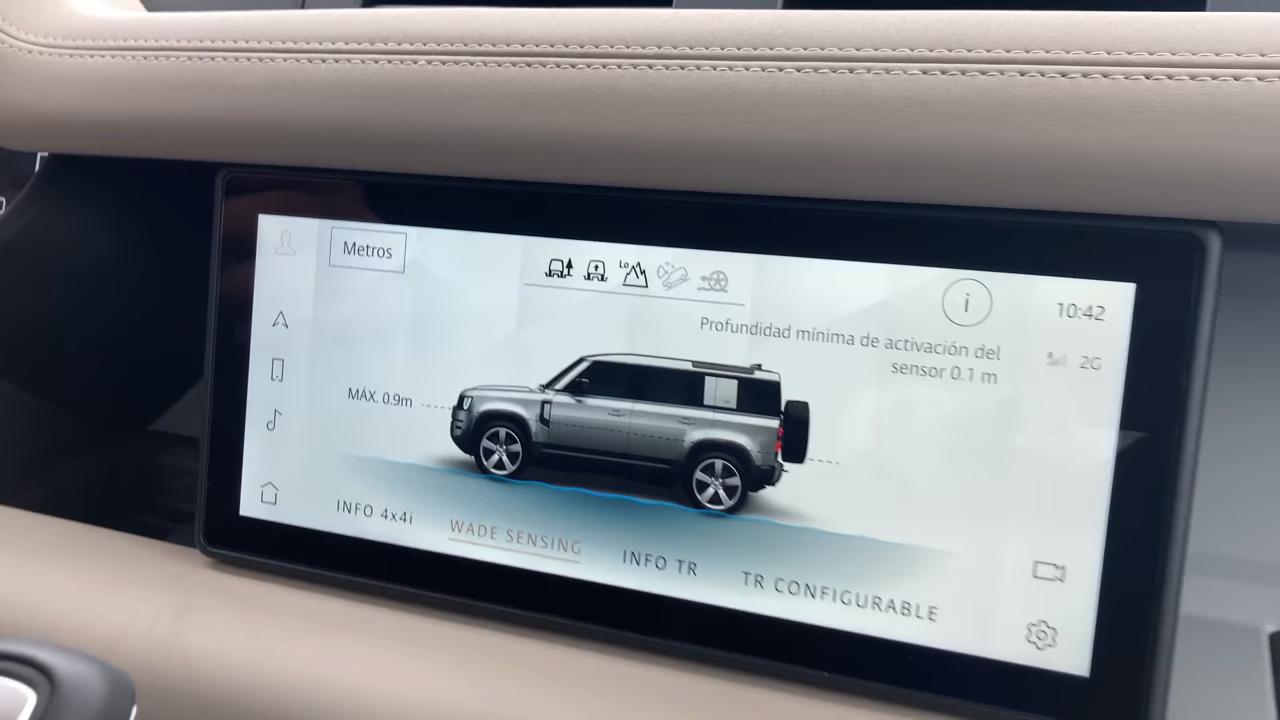 Metros
LO
10:42
Profundidad mínima de activación del
sensor 0.1 m
2G
MÁX. 0.9m
INFO 4x4i
WADE SENSING
INFO TR
TR CONFIGURABLE